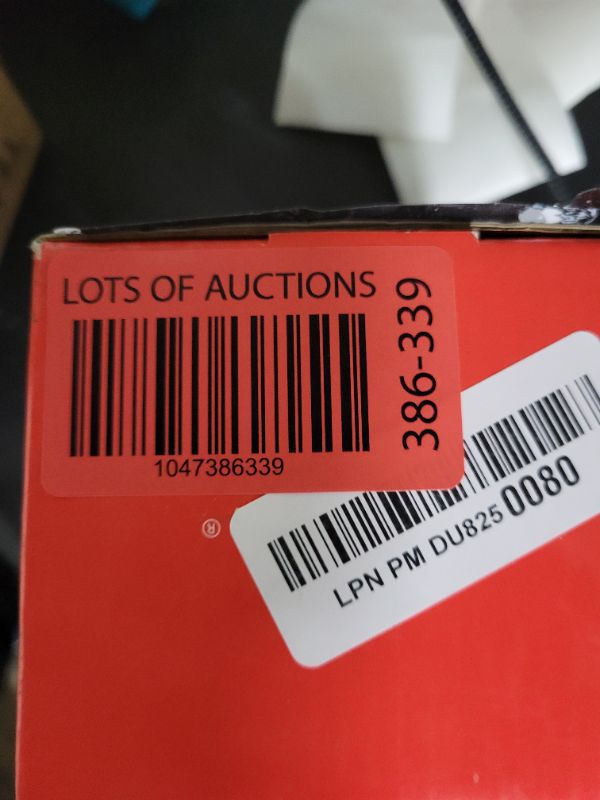 LOTS OF AUCTIONS
1047386339
386-339
®
LPN PM DU825 0080